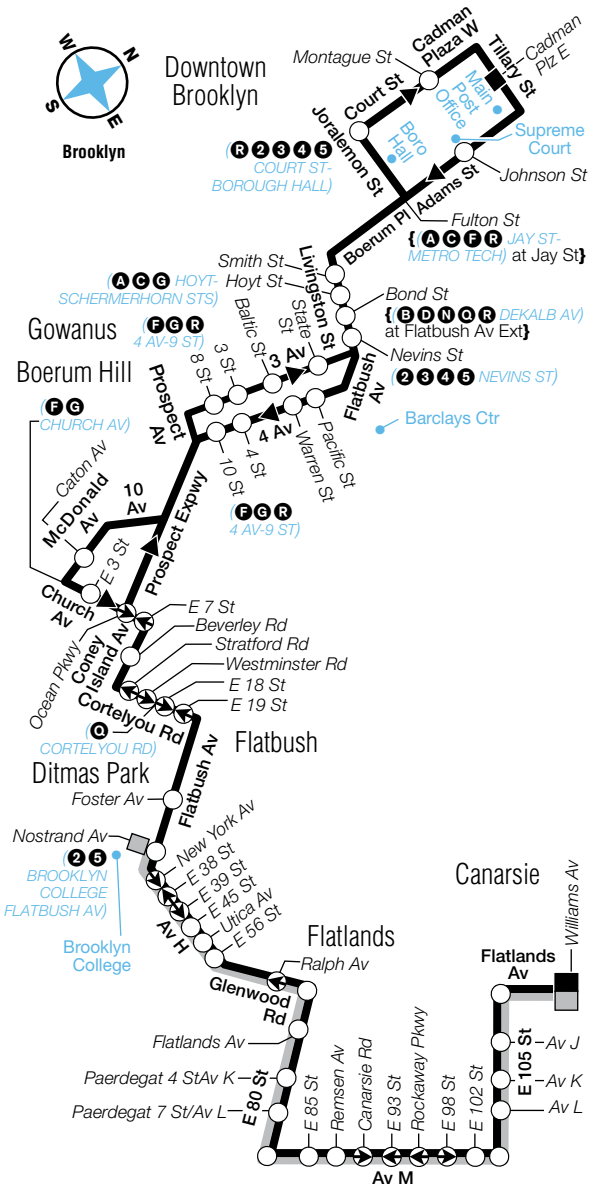 W
N
S
E
Brooklyn
Downtown
Brooklyn
Montague St
Cadman
Plaza W
Tillary St
Cadman
Plz E
Court St
Main
Post
Office
Boro
Hall
Supreme
Court
Joralemon St
(R 2 3 4 5
COURT ST-
BOROUGH HALL)
Adams St
Johnson St
Boerum Pl
Fulton St
{(A C F R JAY ST-
METRO TECH) at Jay St}
Smith St
Hoyt St
Livingston St
(A C G HOYT-
SCHERMERHORN STS)
Bond St
{(B D N Q R DEKALB AV)
at Flatbush Av Ext}
Nevins St
(2 3 4 5 NEVINS ST)
Gowanus
(F G R
4 AV-9 ST)
Baltic St
State
St
3 St
8 St
3 Av
Boerum Hill
Prospect
Av
Flatbush
Av
Barclays Ctr
(F G
CHURCH AV)
4 Av
10 St
4 St
Warren St
Pacific St
(F G R
4 AV-9 ST)
Caton Av
McDonald
Av
10
Av
Prospect Expwy
E 3 St
Church
Av
E 7 St
Beverley Rd
Stratford Rd
Westminster Rd
E 18 St
E 19 St
Ocean Pkwy
Coney
Island Av
Cortelyou Rd
(Q
CORTELYOU RD)
Flatbush
Ditmas Park
Flatbush Av
Foster Av
Nostrand Av
(2 5
BROOKLYN
COLLEGE
FLATBUSH AV)
Brooklyn
College
New York Av
E 38 St
E 39 St
E 45 St
Utica Av
E 56 St
Av H
Flatlands
Ralph Av
Glenwood
Rd
Canarsie
Williams Av
Flatlands
Av
Flatlands Av
Paerdegat 4 StAv K
Paerdegat 7 St/Av L
E 80 St
E 85 St
Remsen Av
Canarsie Rd
E 93 St
Rockaway Pkwy
E 98 St
E 102 St
E 105 St
Av J
Av K
Av L
Av M